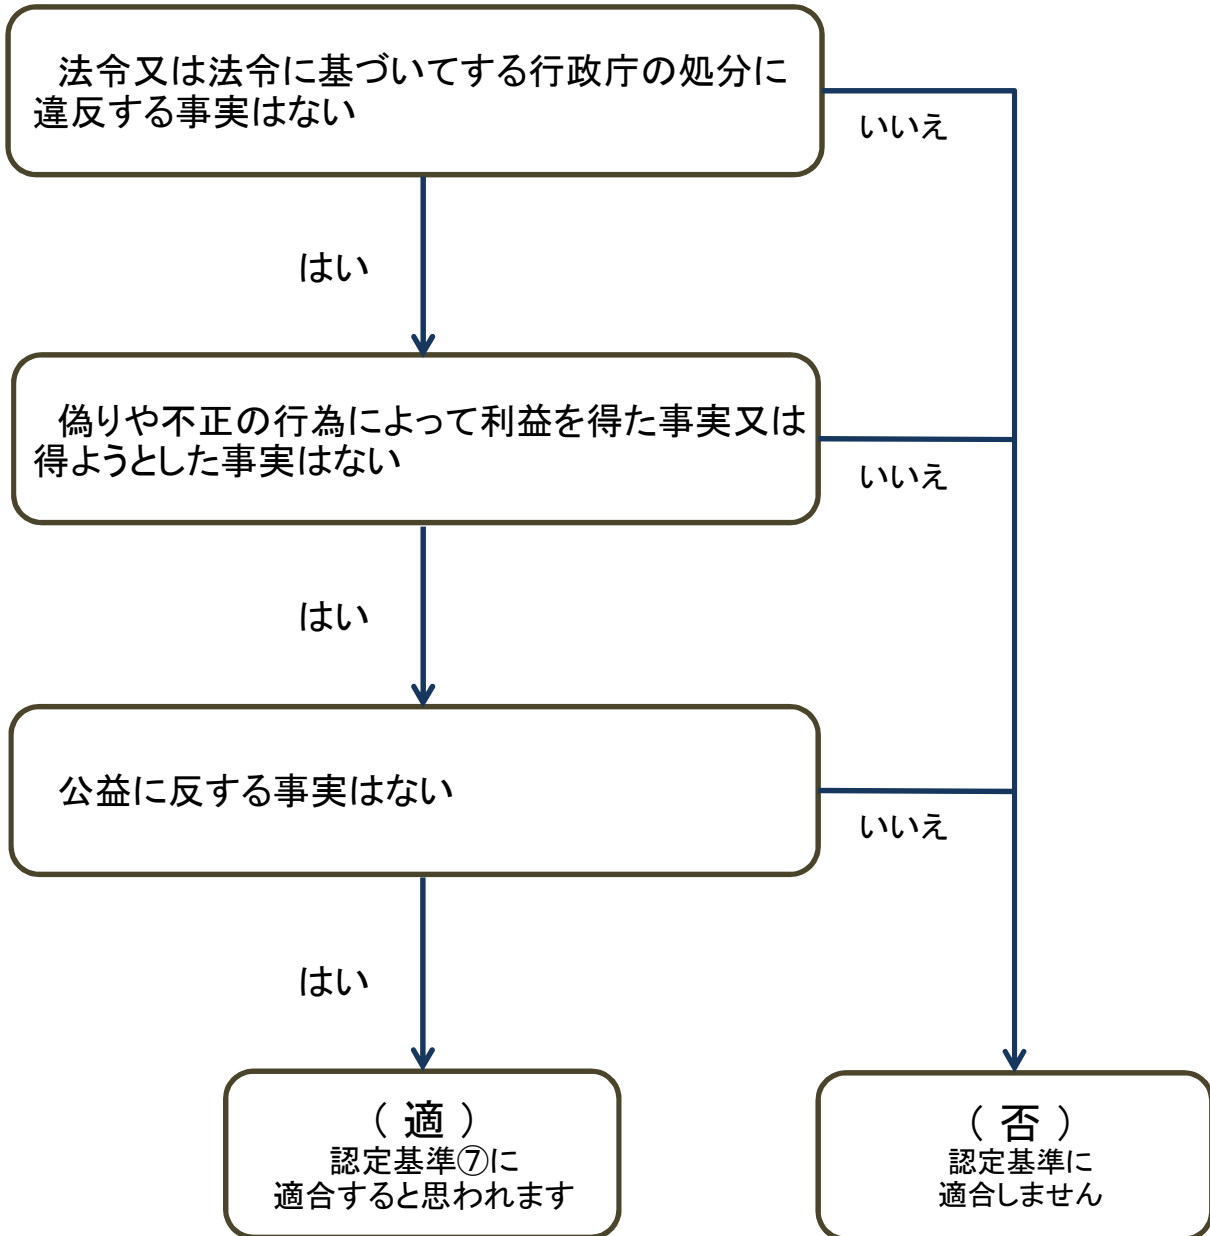 法令又は法令に基づいてする行政庁の処分に
違反する事実はない
いいえ
はい
偽りや不正の行為によって利益を得た事実又は
得ようとした事実はない
いいえ
はい
公益に反する事実はない
いいえ
はい
（ 適 ）
認定基準⑦に
適合すると思われます
（ 否 ）
認定基準に
適合しません